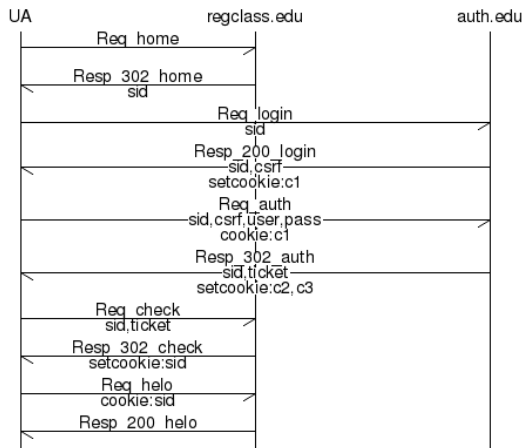 UA regclass.edu auth.edu
Req_home
Resp_302_home
sid
Req_login
sid
Resp_200_login
sid,csrf
setcookie:c1
Req_auth
sid,csrf,user,pass
cookie:c1
Resp_302_auth
sid,ticket
setcookie:c2,c3
Req_check
sid,ticket
Resp_302_check
setcookie:sid
Req_helo
cookie:sid
Resp_200_helo